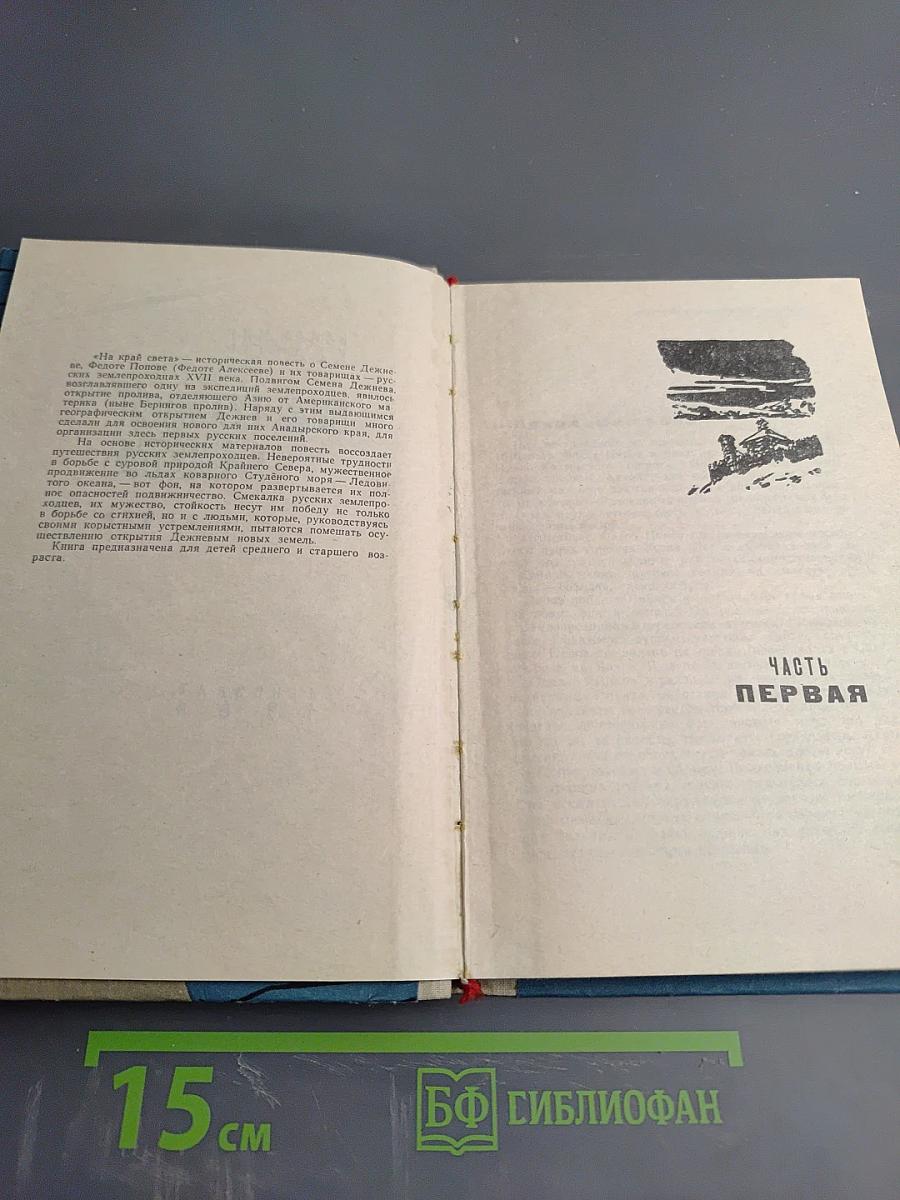 «На край света» — историческая повесть о Семене Дежне-
ве, Федоте Попове (Федоте Алексееве) и их товарищах — рус-
ских землепроходцах XVII века. Подвигом Семена Дежнева,
возглавлявшего одну из экспедиций землепроходцев, явилось
открытие пролива, отделяющего Азию от Американского ма-
терика (ныне Берингов пролив). Наряду с этим выдающимся
географическим открытием Дежнев и его товарищи много
сделали для освоения нового для них Анадырского края, для
организации здесь первых русских поселений.
На основе исторических материалов повесть воссоздает
путешествия русских землепроходцев. Невероятные трудности
в борьбе с суровой природой Крайнего Севера, мужественное
продвижение во льдах коварного Студёного моря — Ледови-
того океана, — вот фон, на котором развертывается их пол-
ное опасностей подвижничество. Смекалка русских землепро-
ходцев, их мужество, стойкость несут им победу не только
в борьбе со стихией, но и с людьми, которые, руководствуясь
своими корыстными устремлениями, пытаются помешать осу-
ществлению открытия Дежневым новых земель.
Книга предназначена для детей среднего и старшего воз-
раста.
ЧАСТЬ
ПЕРВАЯ
15 см
БФ